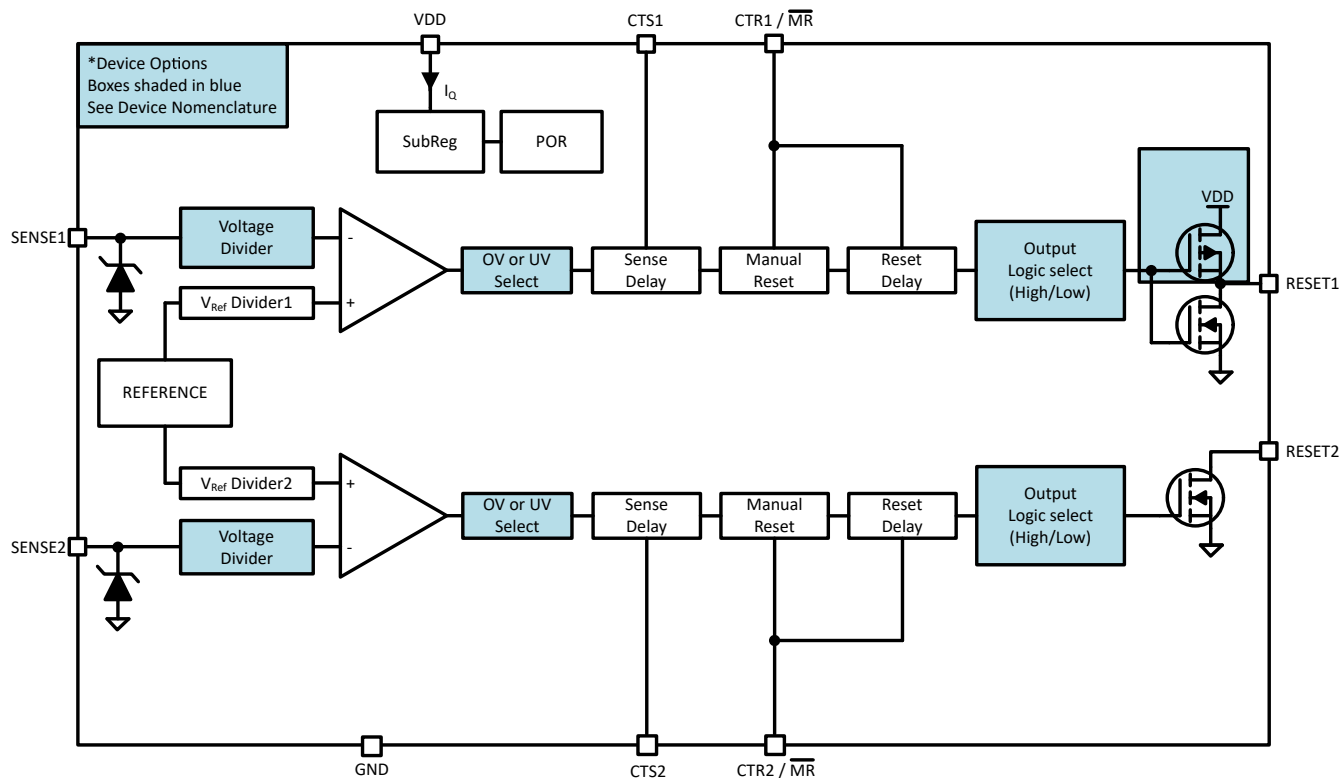 VDD
CTS1
CTR1 / MR
*Device Options
Boxes shaded in blue
See Device Nomenclature
IQ
SubReg
POR
VDD
SENSE1
Voltage
Divider
-
OV or UV
Select
Sense
Delay
Manual
Reset
Reset
Delay
Output
Logic select
(High/Low)
RESET1
VRef Divider1
+
REFERENCE
RESET2
VRef Divider2
+
OV or UV
Select
Sense
Delay
Manual
Reset
Reset
Delay
Output
Logic select
(High/Low)
SENSE2
Voltage
Divider
-
GND
CTS2
CTR2 / MR